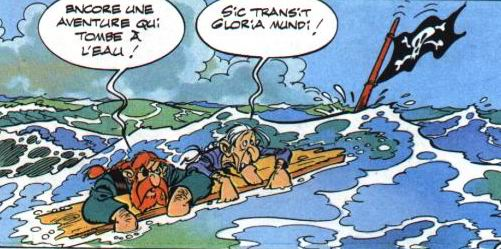 ENCORE UNE
AVENTURE QUI
TOMBE À
L'EAU !
SIC TRANSIT
GLORIA MUNDI !